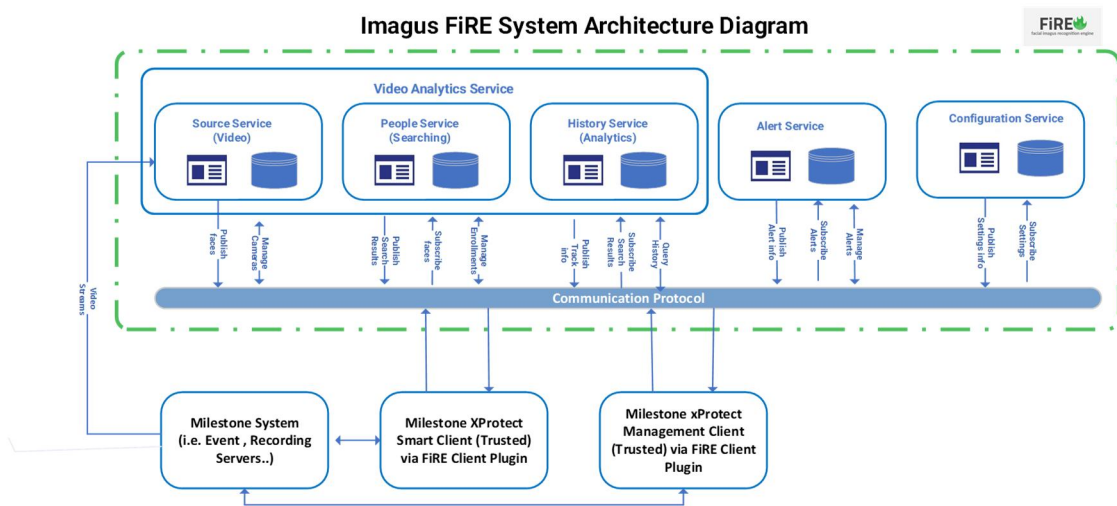 Imagus FiRE System Architecture Diagram
FiRE
facial imagus recognition engine
Video Analytics Service
Source Service
(Video)
People Service
(Searching)
History Service
(Analytics)
Alert Service
Configuration Service
Publish
faces
Manage
Cameras
Publish
Search
Results
Subscribe
faces
Manage
Enrollments
Publish
Track
info
Subscribe
Search
Results
Query
History
Publish
Alert info
Subscribe
Alerts
Manage
Alerts
Publish
Settings info
Subscribe
Settings
Video
Streams
Communication Protocol
Milestone System
(i.e. Event , Recording
Servers..)
Milestone XProtect
Smart Client (Trusted)
via FiRE Client Plugin
Milestone xProtect
Management Client
(Trusted) via FiRE Client
Plugin